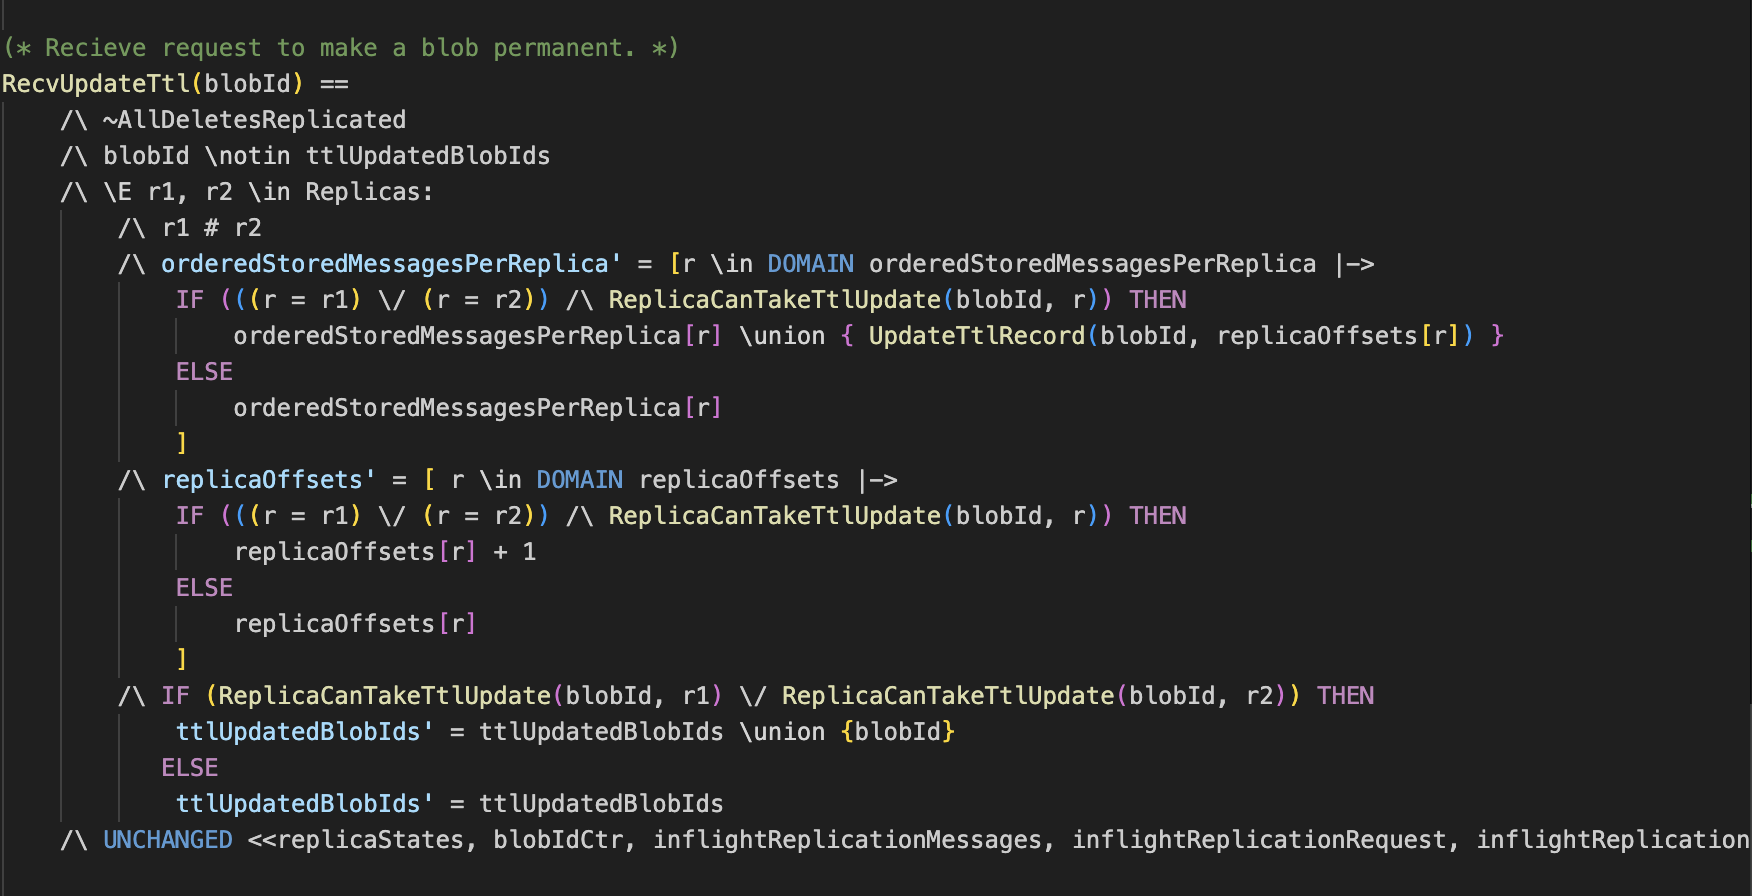 (* Recieve request to make a blob permanent. *)
RecvUpdateTtl(blobId) ==
    /\ ~AllDeletesReplicated
    /\ blobId \notin ttlUpdatedBlobIds
    /\ \E r1, r2 \in Replicas:
        /\ r1 # r2
        /\ orderedStoredMessagesPerReplica' = [r \in DOMAIN orderedStoredMessagesPerReplica |->
            IF (((r = r1) \/ (r = r2)) /\ ReplicaCanTakeTtlUpdate(blobId, r)) THEN
                orderedStoredMessagesPerReplica[r] \union { UpdateTtlRecord(blobId, replicaOffsets[r]) }
            ELSE
                orderedStoredMessagesPerReplica[r]
            ]
        /\ replicaOffsets' = [ r \in DOMAIN replicaOffsets |->
            IF (((r = r1) \/ (r = r2)) /\ ReplicaCanTakeTtlUpdate(blobId, r)) THEN
                replicaOffsets[r] + 1
            ELSE
                replicaOffsets[r]
            ]
        /\ IF (ReplicaCanTakeTtlUpdate(blobId, r1) \/ ReplicaCanTakeTtlUpdate(blobId, r2)) THEN
            ttlUpdatedBlobIds' = ttlUpdatedBlobIds \union {blobId}
           ELSE
            ttlUpdatedBlobIds' = ttlUpdatedBlobIds
    /\ UNCHANGED <<replicaStates, blobIdCtr, inflightReplicationMessages, inflightReplicationRequest, inflightReplication